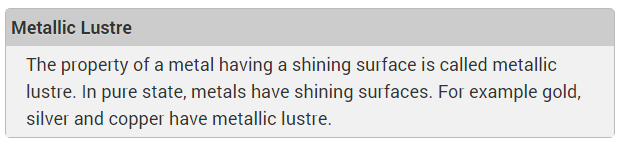 Metallic Lustre
The property of a metal having a shining surface is called metallic
lustre. In pure state, metals have shining surfaces. For example gold,
silver and copper have metallic lustre.